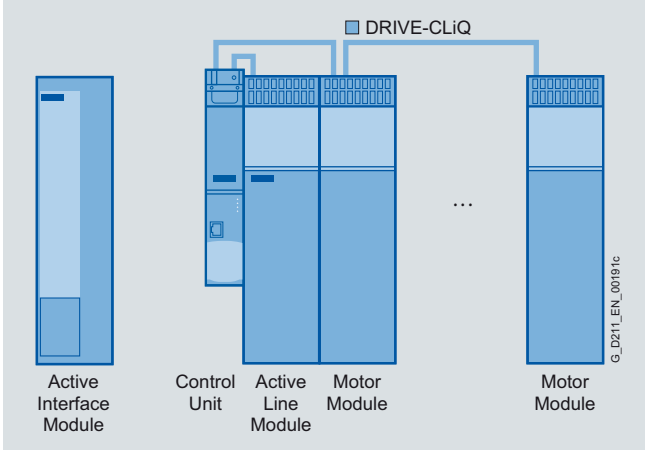 DRIVE-CLiQ
...
G_D211_EN_00191c
Active
Interface
Module
Control
Unit
Active
Line
Module
Motor
Module
Motor
Module